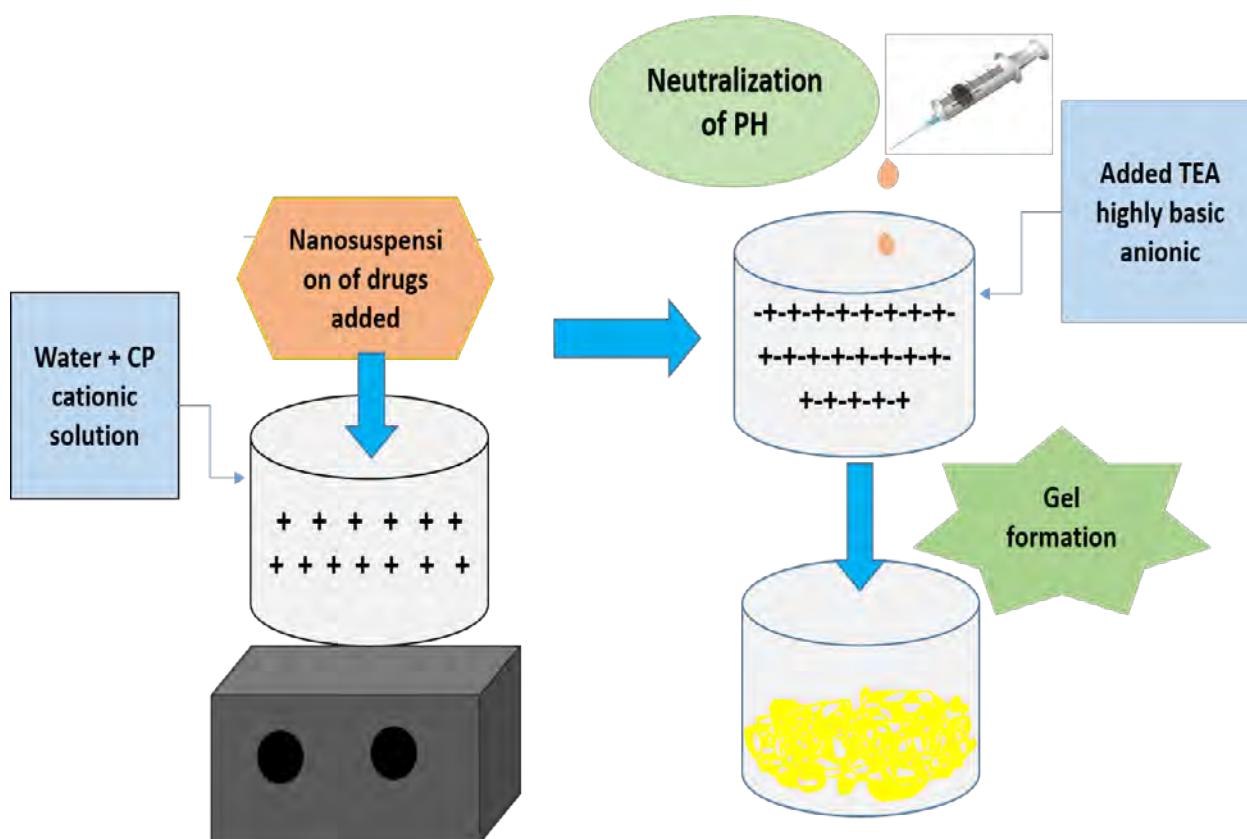 Water + CP
cationic
solution
Nanosuspensi
on of drugs
added
+ + + + + +
+ + + + + + +
Neutralization
of PH
Added TEA
highly basic
anionic
-+-+-+-+-+-+-+-+-
+-+-+-+-+-+-+-+-
+-+-+-+-+
Gel
formation